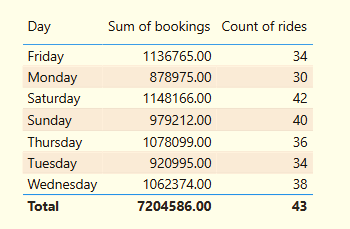 Day Sum of bookings Count of rides
Friday 1136765.00 34
Monday 878975.00 30
Saturday 1148166.00 42
Sunday 979212.00 40
Thursday 1078099.00 36
Tuesday 920995.00 34
Wednesday 1062374.00 38
Total 7204586.00 43